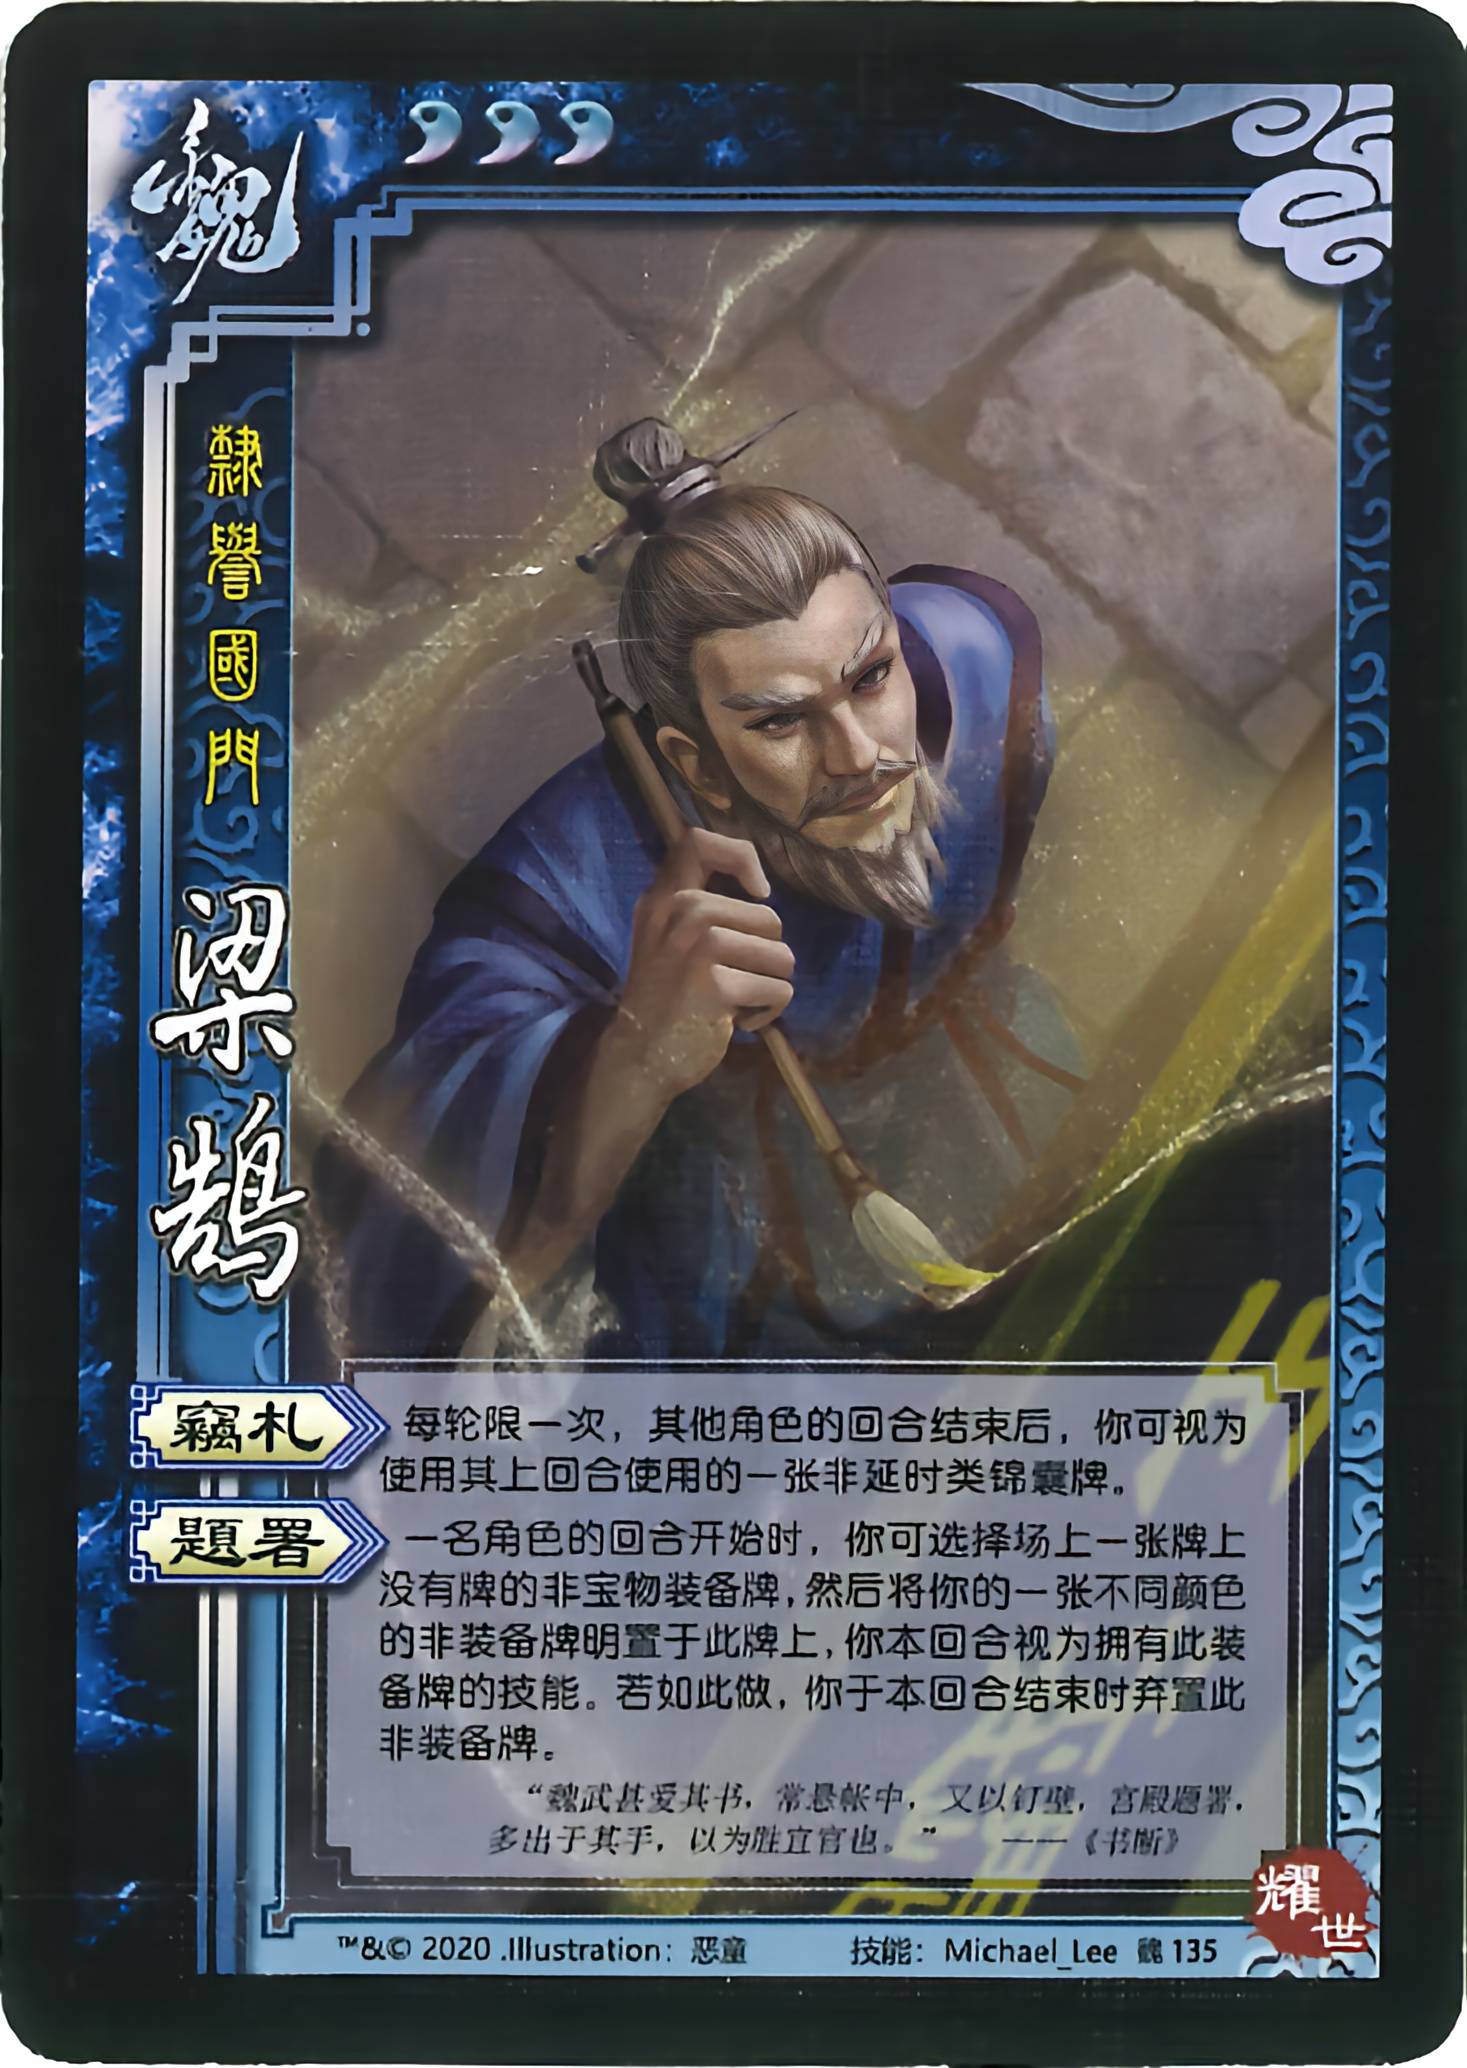 魏
隸譽國門
梁鵠
竊札
每轮限一次，其他角色的回合结束后，你可视为
使用其上回合使用的一张非延时类锦囊牌。
題署
一名角色的回合开始时，你可选择场上一张牌上
没有牌的非宝物装备牌，然后将你的一张不同颜色
的非装备牌明置于此牌上，你本回合视为拥有此装
备牌的技能。若如此做，你于本回合结束时弃置此
非装备牌。
“魏武甚爱其书，常悬帐中，又以钉壁，宫殿题署，
多出于其手，以为胜宜官也。” ——《书断》
耀世
™&© 2020 .Illustration：恶童 技能：Michael_Lee 魏 135